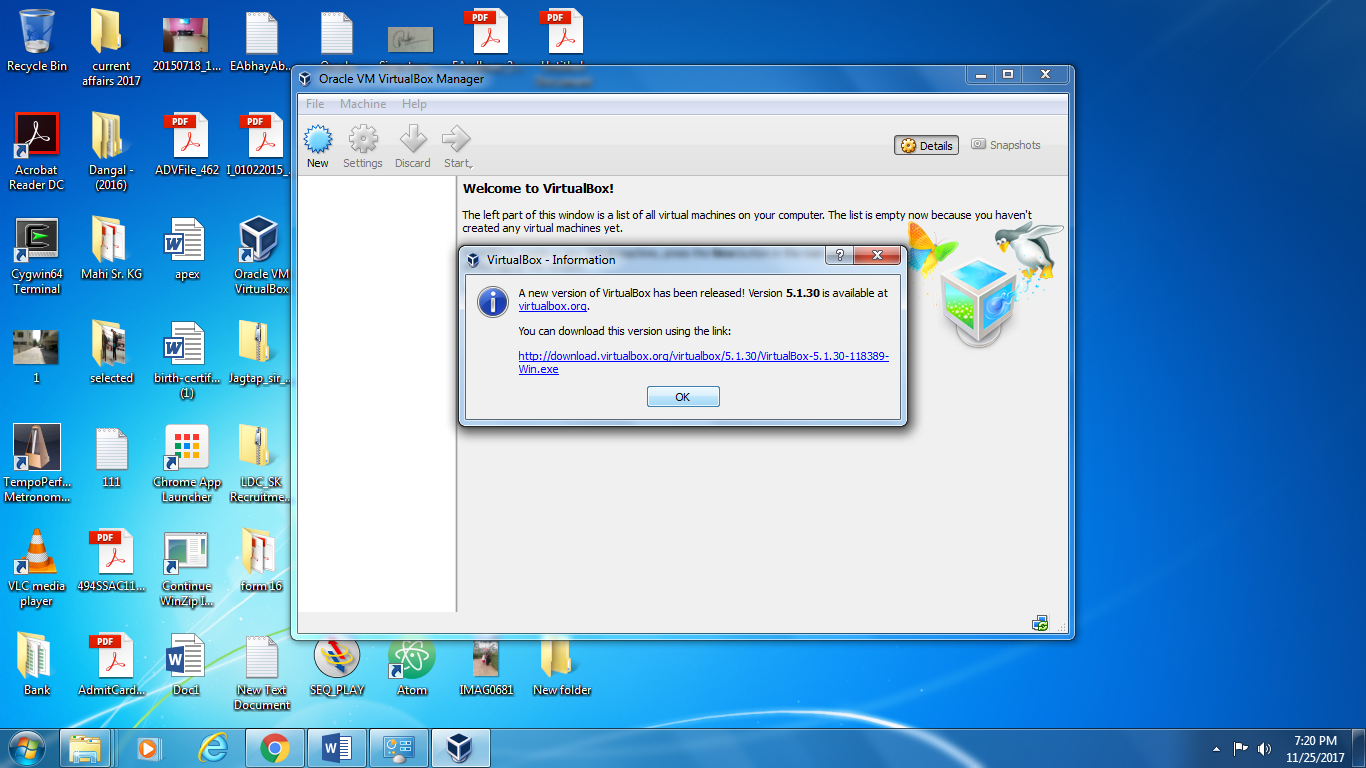 Recycle Bin
current
affairs 2017
20150718_1...
EAbhayAb...
Oracle VM VirtualBox Manager
File Machine Help
New Settings Discard Start
Details Snapshots
Welcome to VirtualBox!
The left part of this window is a list of all virtual machines on your computer. The list is empty now because you haven't
created any virtual machines yet.
VirtualBox - Information
A new version of VirtualBox has been released! Version 5.1.30 is available at
virtualbox.org.
You can download this version using the link:
http://download.virtualbox.org/virtualbox/5.1.30/VirtualBox-5.1.30-118389-
Win.exe
OK
PDF
PDF
Acrobat
Reader DC
Dangal -
(2016)
PDF
ADVFile_462
PDF
I_01022015_...
Cygwin64
Terminal
Mahi Sr. KG
apex
Oracle VM
VirtualBox
1
selected
birth-certif...
(1)
Jagtap_sir_...
TempoPerf...
Metronom...
111
Chrome App
Launcher
LDC_SK
Recruitme...
VLC media
player
PDF
494SSAC11...
Continue
WinZip I...
form 16
Bank
PDF
AdmitCard...
Doc1
New Text
Document
SEQ_PLAY
Atom
IMAG0681
New folder
7:20 PM
11/25/2017